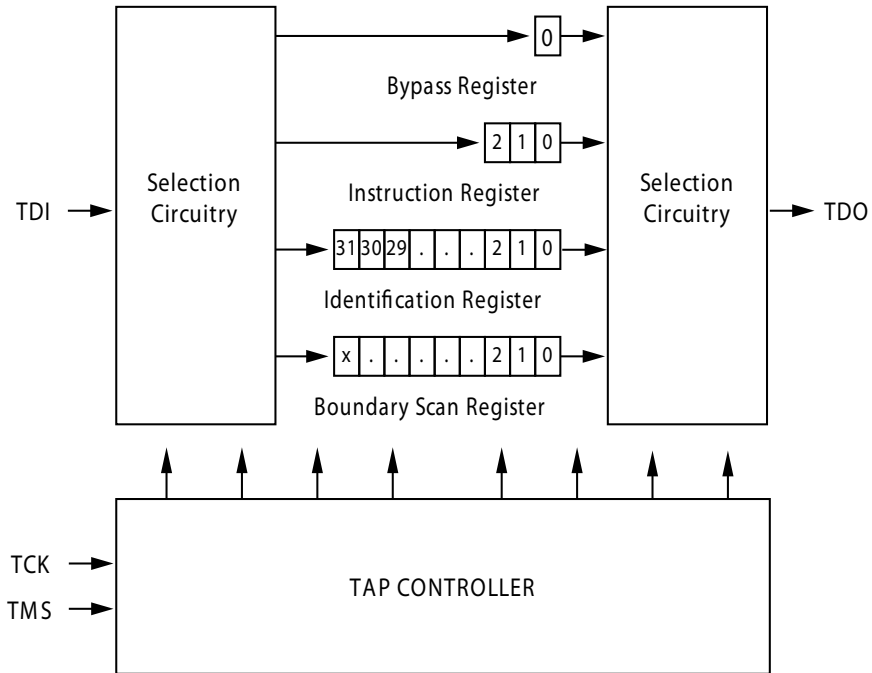 0
Bypass Register
2 1 0
Selection
Circuitry
Selection
Circuitry
Instruction Register
TDI
TDO
31 30 29 . . . 2 1 0
Identification Register
x . . . . . 2 1 0
Boundary Scan Register
TCK
TAP CONTROLLER
TMS